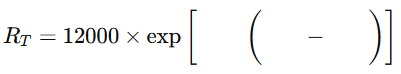 R_T = 12000 × exp [ ( − ) ]